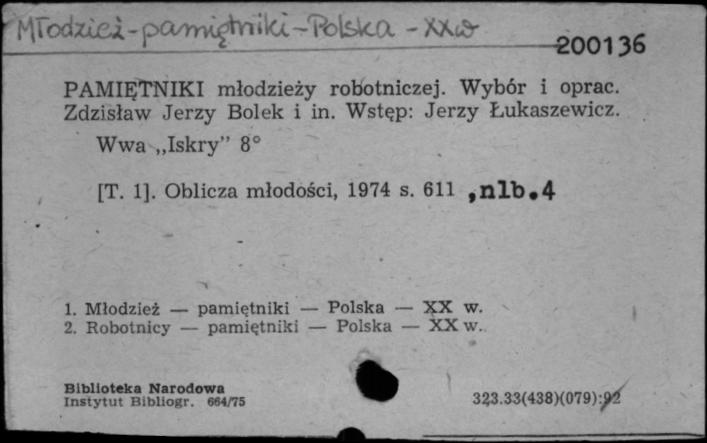 Młodzież-pamiętniki-Polska - XXw
200136
PAMIĘTNIKI młodzieży robotniczej. Wybór i oprac.
Zdzisław Jerzy Bolek i in. Wstęp: Jerzy Łukaszewicz.
Wwa „Iskry” 8°
[T. 1]. Oblicza młodości, 1974 s. 611 ,nlb.4
1. Młodzież — pamiętniki — Polska — XX w.
2. Robotnicy — pamiętniki — Polska — XX w.
Biblioteka Narodowa
Instytut Bibliogr. 664/75
323.33(438)(079):92